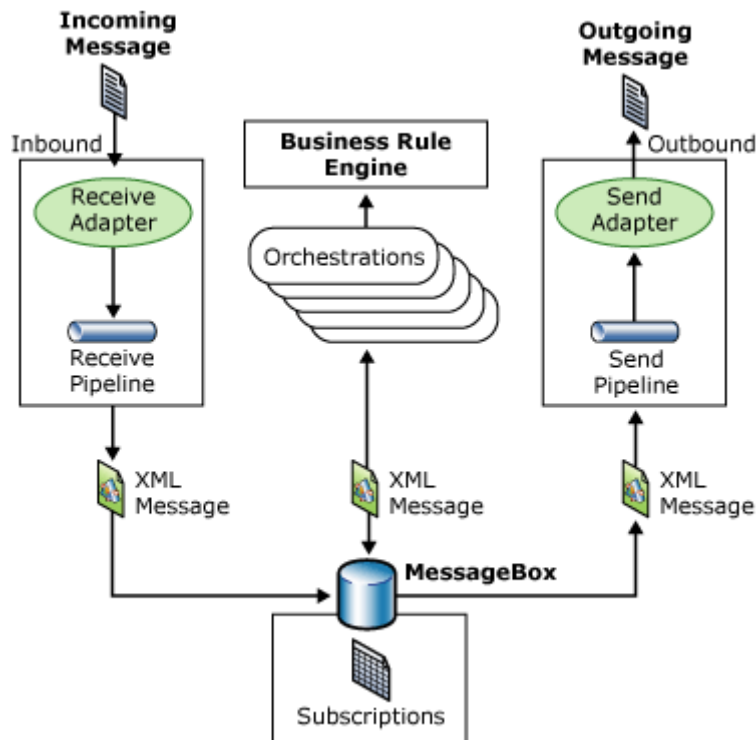 Incoming
Message
Inbound
Receive
Adapter
Receive
Pipeline
XML
Message
Business Rule
Engine
Orchestrations
XML
Message
MessageBox
Subscriptions
Outgoing
Message
Outbound
Send
Adapter
Send
Pipeline
XML
Message